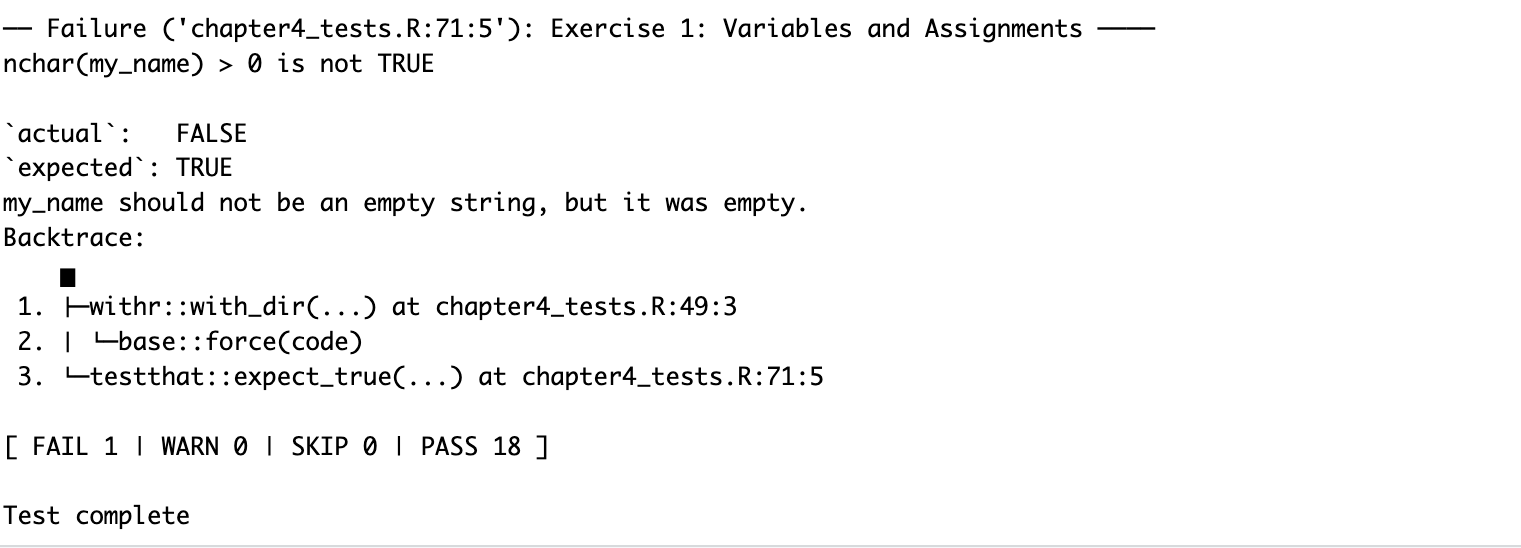 ── Failure ('chapter4_tests.R:71:5'): Exercise 1: Variables and Assignments ────
nchar(my_name) > 0 is not TRUE
`actual`:   FALSE
`expected`: TRUE
my_name should not be an empty string, but it was empty.
Backtrace:
    ▆
 1. ├─withr::with_dir(...) at chapter4_tests.R:49:3
 2. │ └─base::force(code)
 3. └─testthat::expect_true(...) at chapter4_tests.R:71:5
[ FAIL 1 | WARN 0 | SKIP 0 | PASS 18 ]
Test complete